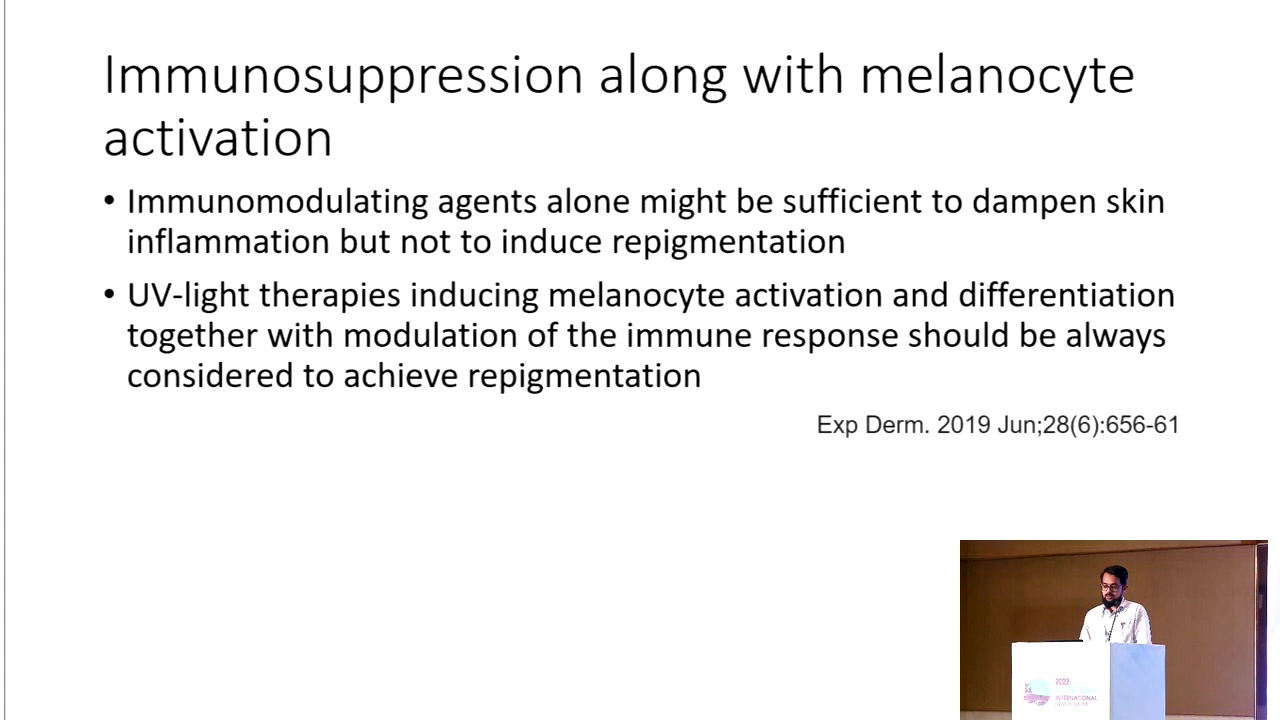 Immunosuppression along with melanocyte
activation
• Immunomodulating agents alone might be sufficient to dampen skin
inflammation but not to induce repigmentation
• UV-light therapies inducing melanocyte activation and differentiation
together with modulation of the immune response should be always
considered to achieve repigmentation
Exp Derm. 2019 Jun;28(6):656-61
2022
INTERNATIONAL
SYMPOSIUM